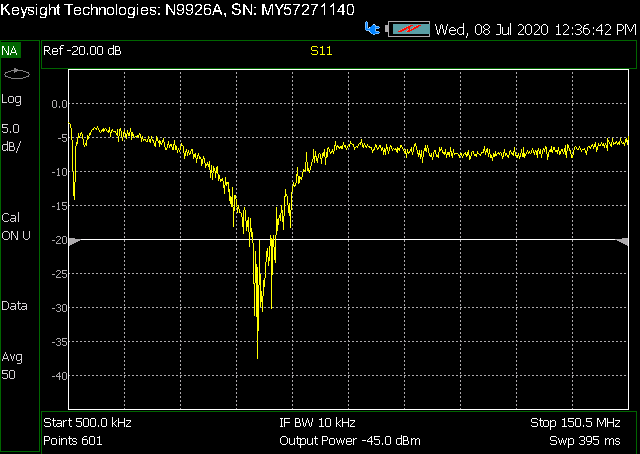 Keysight Technologies: N9926A, SN: MY57271140
Wed, 08 Jul 2020 12:36:42 PM
NA
Ref -20.00 dB
S11
Log
5.0
dB/
Cal
ON U
Data
Avg
50
0.0
-5
-10
-15
-20
-25
-30
-35
-40
Start 500.0 kHz
IF BW 10 kHz
Stop 150.5 MHz
Points 601
Output Power -45.0 dBm
Swp 395 ms